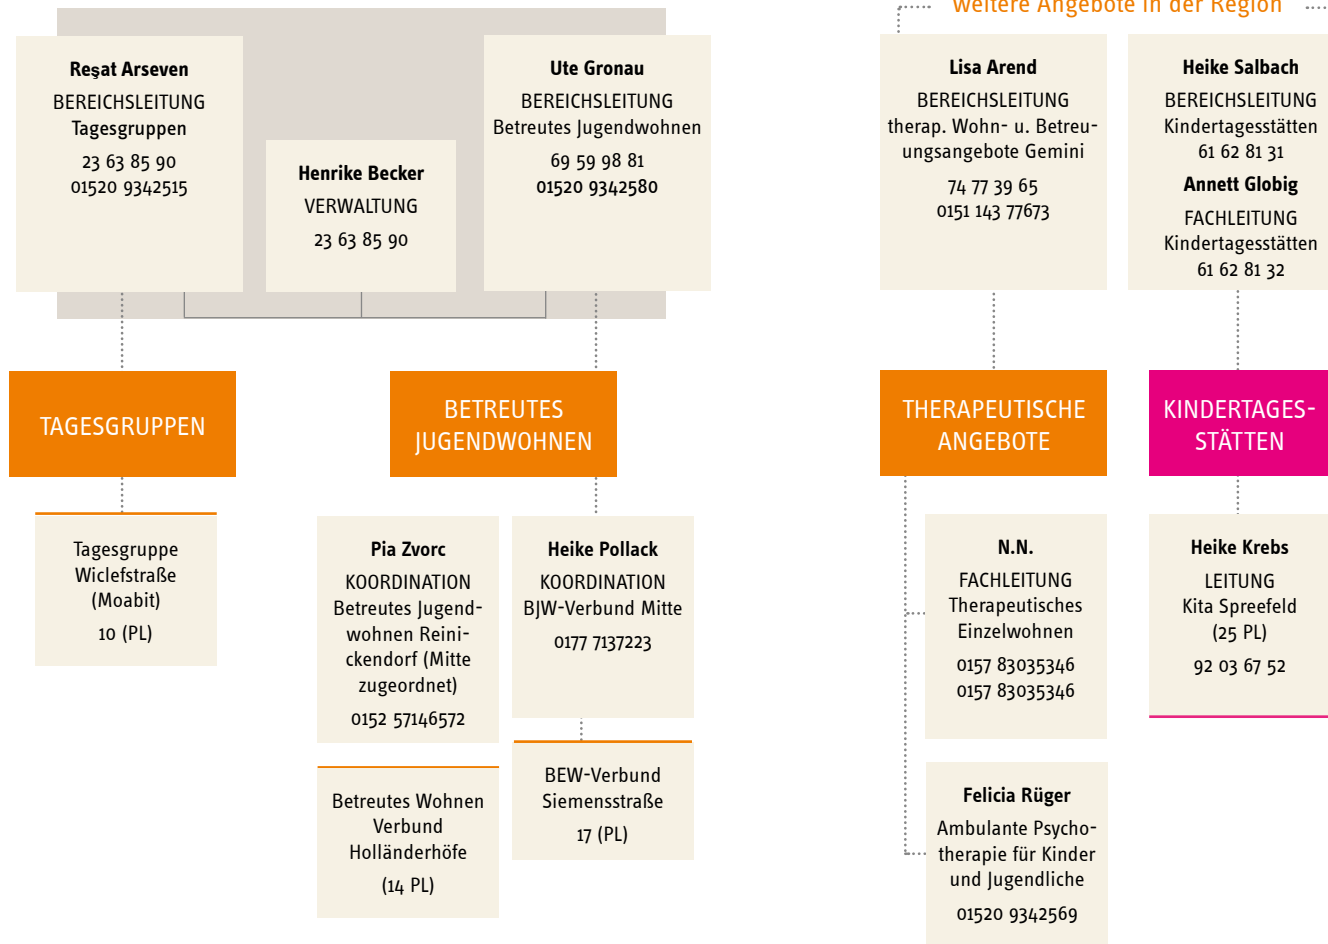 weitere Angebote in der Region
Reşat Arseven
BEREICHSLEITUNG
Tagesgruppen
23 63 85 90
01520 9342515
Henrike Becker
VERWALTUNG
23 63 85 90
Ute Gronau
BEREICHSLEITUNG
Betreutes Jugendwohnen
69 59 98 81
01520 9342580
Lisa Arend
BEREICHSLEITUNG
therap. Wohn- u. Betreu-
ungsangebote Gemini
74 77 39 65
0151 143 77673
Heike Salbach
BEREICHSLEITUNG
Kindertagesstätten
61 62 81 31
Annett Globig
FACHLEITUNG
Kindertagesstätten
61 62 81 32
TAGESGRUPPEN
BETREUTES
JUGENDWOHNEN
THERAPEUTISCHE
ANGEBOTE
KINDERTAGES-
STÄTTEN
Tagesgruppe
Wiclefstraße
(Moabit)
10 (PL)
Pia Zvorc
KOORDINATION
Betreutes Jugend-
wohnen Reini-
ckendorf (Mitte
zugeordnet)
0152 57146572
Betreutes Wohnen
Verbund
Holländerhöfe
(14 PL)
Heike Pollack
KOORDINATION
BJW-Verbund Mitte
0177 7137223
BEW-Verbund
Siemensstraße
17 (PL)
N.N.
FACHLEITUNG
Therapeutisches
Einzelwohnen
0157 83035346
0157 83035346
Felicia Rüger
Ambulante Psycho-
therapie für Kinder
und Jugendliche
01520 9342569
Heike Krebs
LEITUNG
Kita Spreefeld
(25 PL)
92 03 67 52